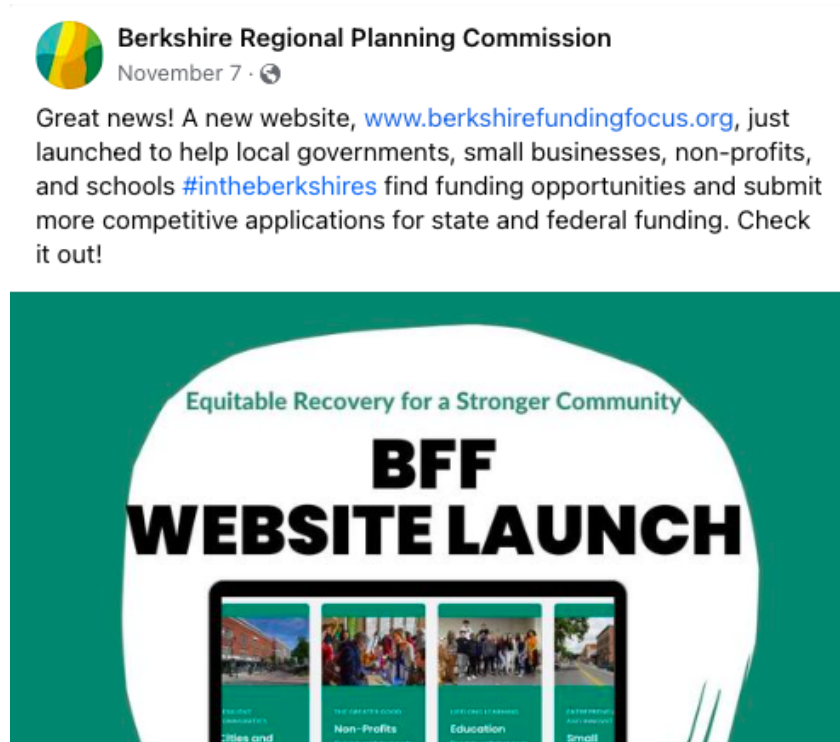 Berkshire Regional Planning Commission
November 7 ·
Great news! A new website, www.berkshirefundingfocus.org, just
launched to help local governments, small businesses, non-profits,
and schools #intheberkshires find funding opportunities and submit
more competitive applications for state and federal funding. Check
it out!
Equitable Recovery for a Stronger Community
BFF
WEBSITE LAUNCH
THE GREATER GOOD
LIFELONG LEARNING
Cities and
Non-Profits
Education
Small